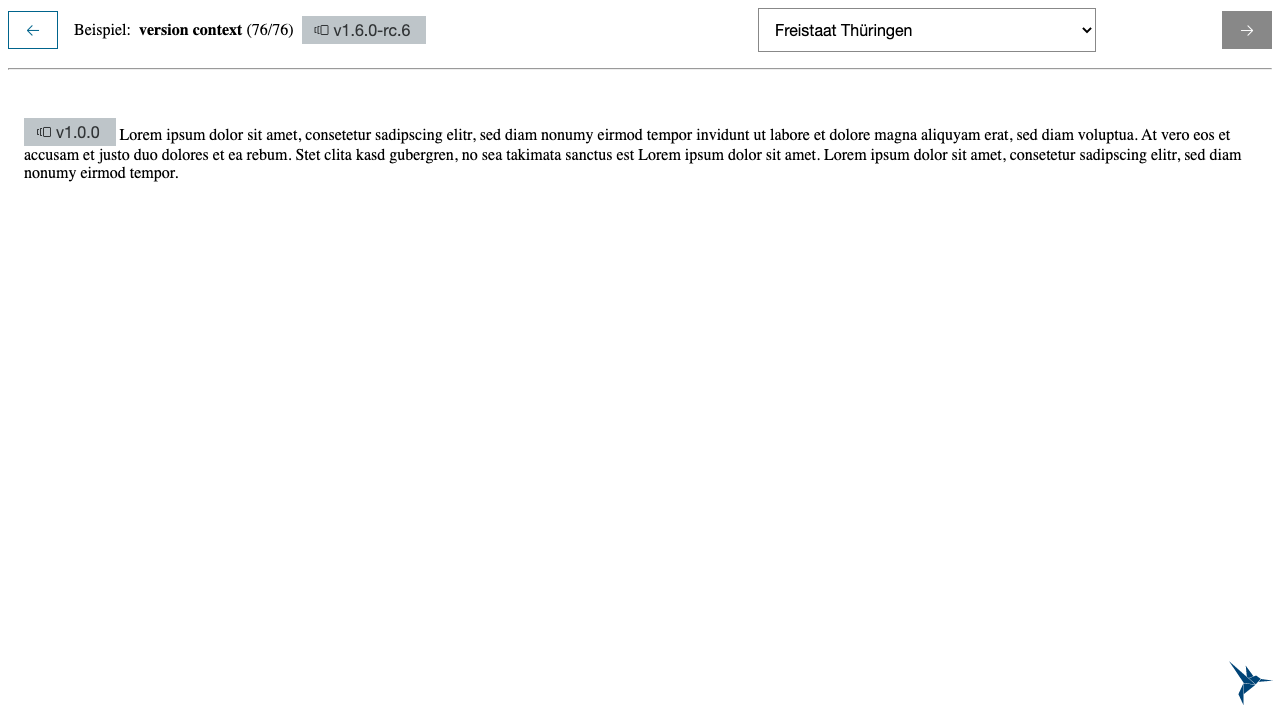 ← Beispiel: version context (76/76) v1.6.0-rc.6 Freistaat Thüringen →
v1.0.0 Lorem ipsum dolor sit amet, consetetur sadipscing elitr, sed diam nonumy eirmod tempor invidunt ut labore et dolore magna aliquyam erat, sed diam voluptua. At vero eos et
accusam et justo duo dolores et ea rebum. Stet clita kasd gubergren, no sea takimata sanctus est Lorem ipsum dolor sit amet. Lorem ipsum dolor sit amet, consetetur sadipscing elitr, sed diam
nonumy eirmod tempor.